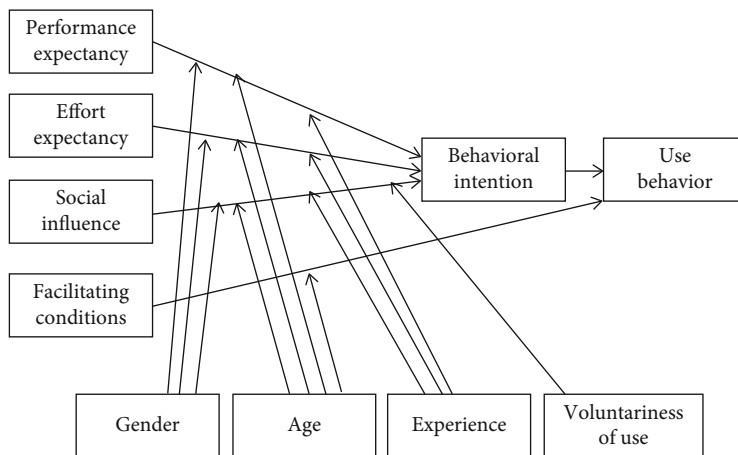 Performance
expectancy
Effort
expectancy
Social
influence
Facilitating
conditions
Behavioral
intention
Use
behavior
Gender
Age
Experience
Voluntariness
of use